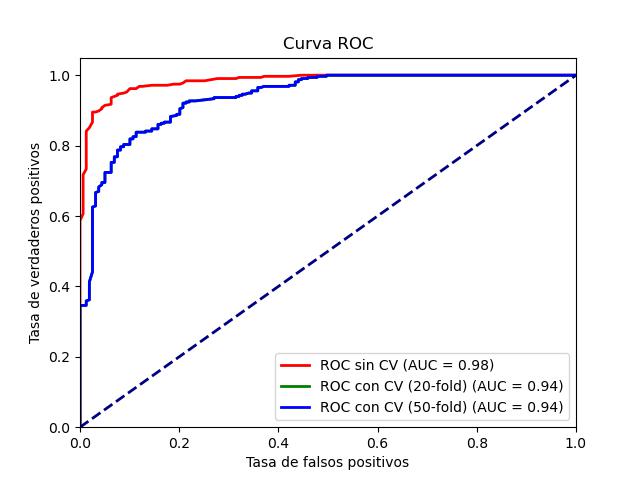 Curva ROC
Tasa de verdaderos positivos
1.0
0.8
0.6
0.4
0.2
0.0
ROC sin CV (AUC = 0.98)
ROC con CV (20-fold) (AUC = 0.94)
ROC con CV (50-fold) (AUC = 0.94)
0.0 0.2 0.4 0.6 0.8 1.0
Tasa de falsos positivos